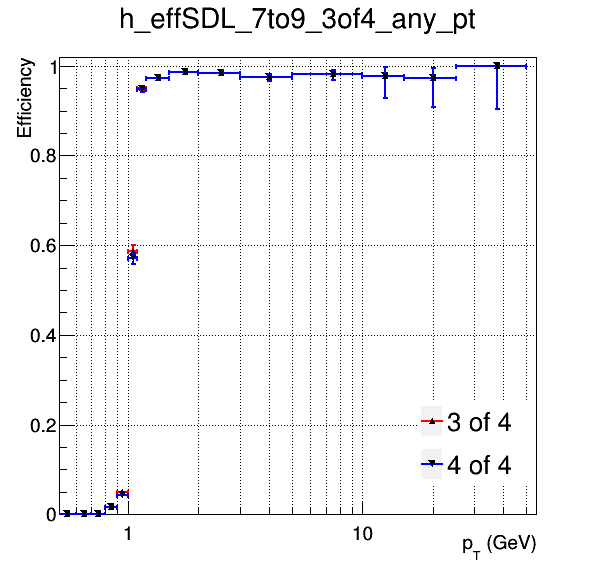 h_effSDL_7to9_3of4_any_pt
Efficiency
1
0.8
0.6
0.4
0.2
0
3 of 4
4 of 4
1
10
pT (GeV)